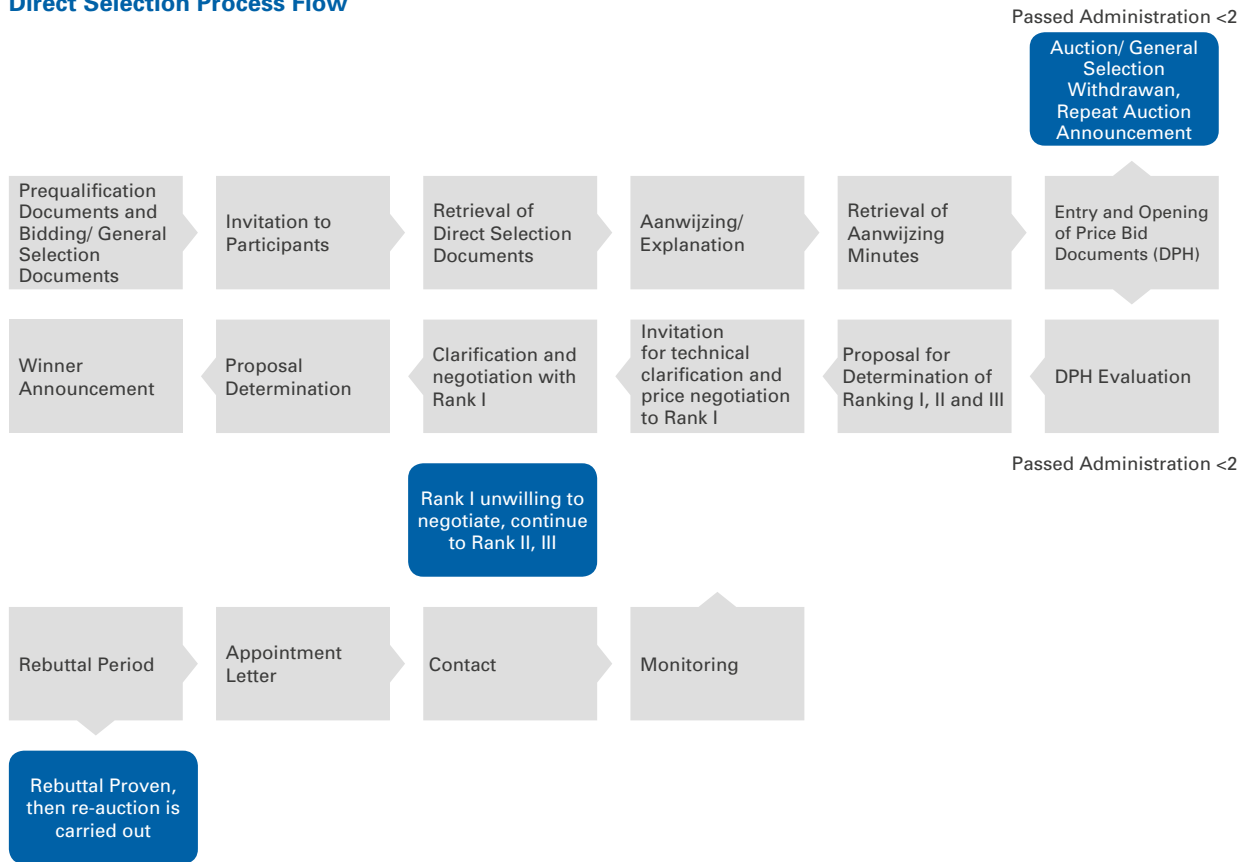 Direct Selection Process Flow
Passed Administration <2
Auction/ General
Selection
Withdrawan,
Repeat Auction
Announcement
Prequalification
Documents and
Bidding/ General
Selection
Documents
Invitation to
Participants
Retrieval of
Direct Selection
Documents
Aanwijzing/
Explanation
Retrieval of
Aanwijzing
Minutes
Entry and Opening
of Price Bid
Documents (DPH)
Winner
Announcement
Proposal
Determination
Clarification and
negotiation with
Rank I
Invitation
for technical
clarification and
price negotiation
to Rank I
Proposal for
Determination of
Ranking I, II and III
DPH Evaluation
Passed Administration <2
Rank I unwilling to
negotiate, continue
to Rank II, III
Rebuttal Period
Appointment
Letter
Contact
Monitoring
Rebuttal Proven,
then re-auction is
carried out